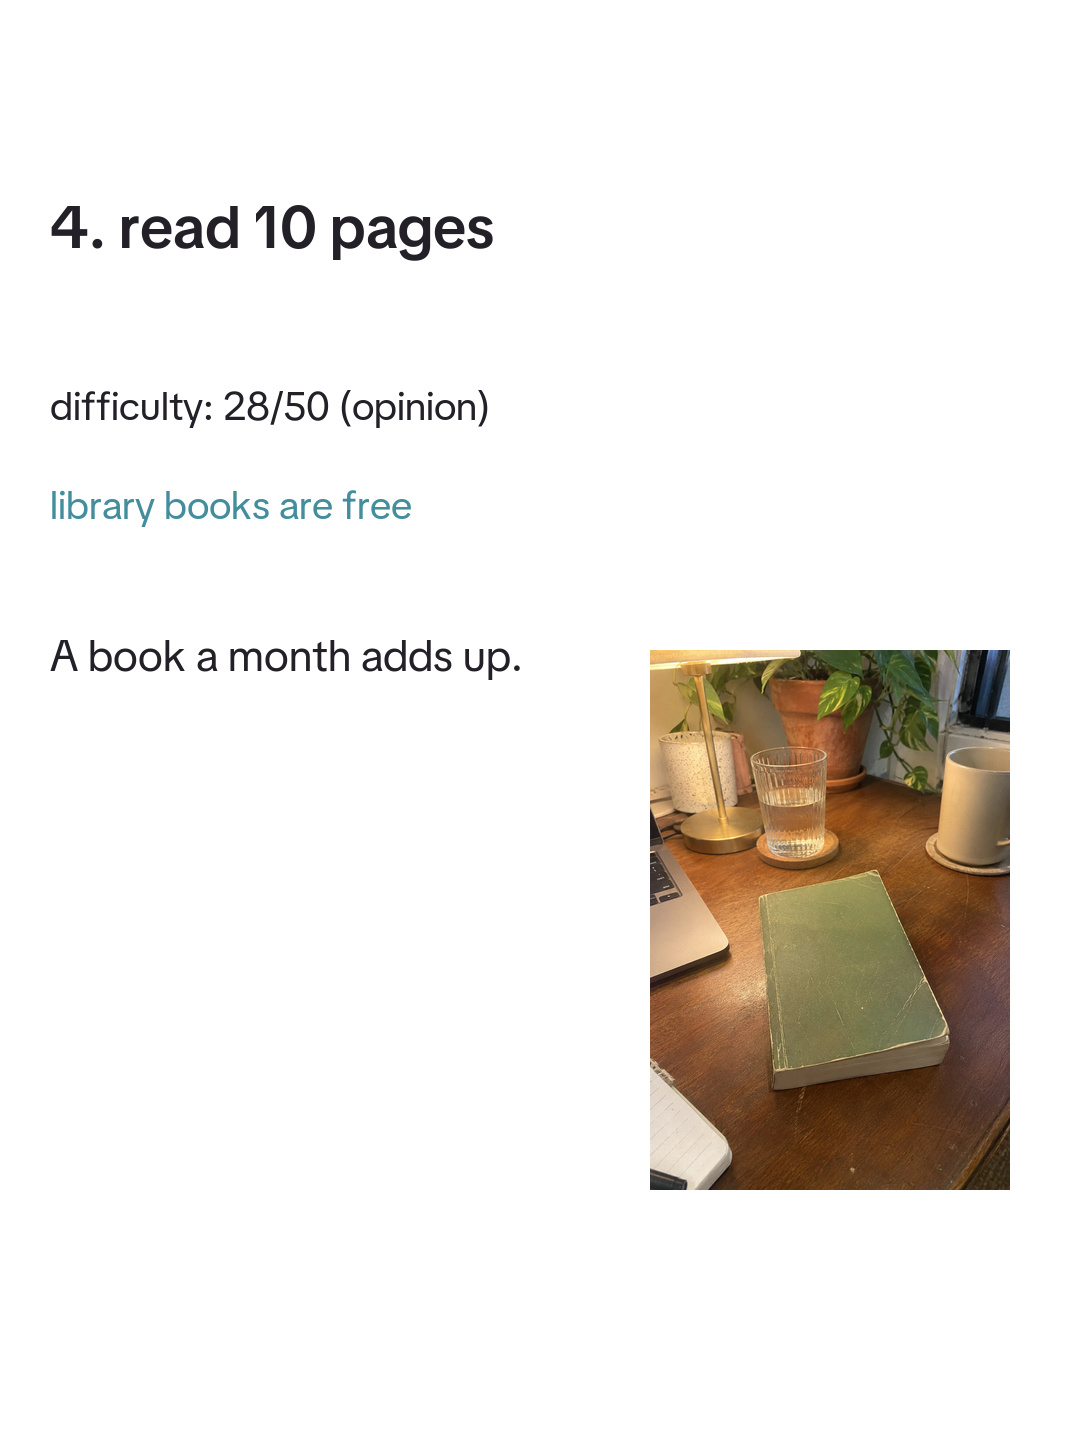 4. read 10 pages
difficulty: 28/50 (opinion)
library books are free
A book a month adds up.